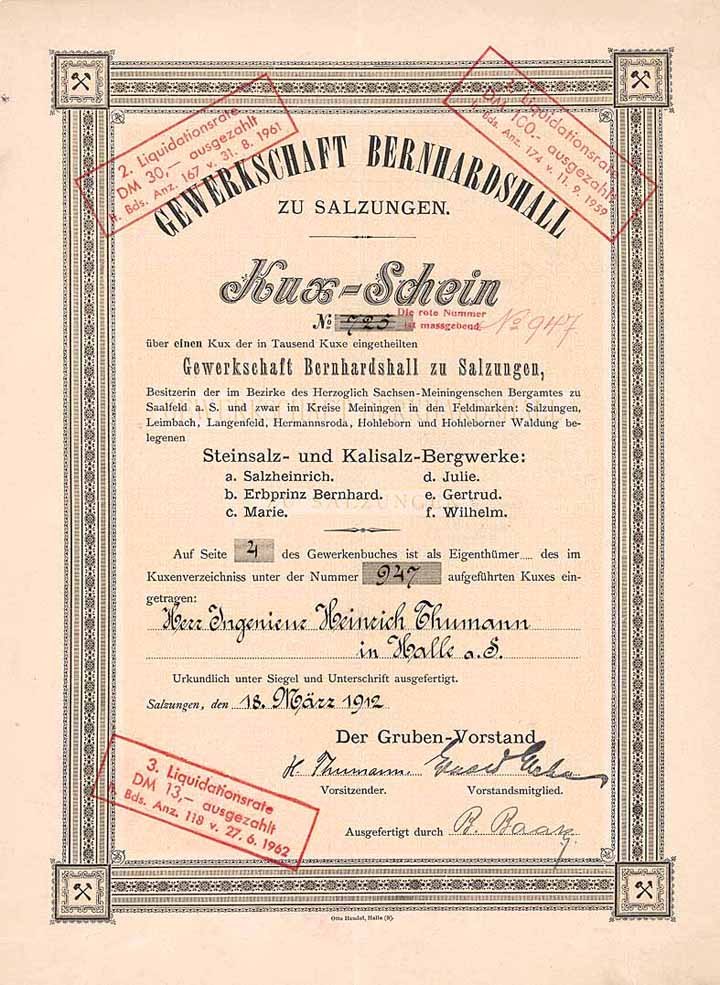 2. Liquidationsrate
DM 30,— ausgezahlt
lt. Bds. Anz. 167 v. 31. 8. 1961
1. Liquidationsrate
DM 100.- ausgezahlt
lt. Bds. Anz. 174 v. 11. 9. 1959
GEWERKSCHAFT BERNHARDSHALL
ZU SALZUNGEN.
Kux-Schein
No 725 Die rote Nummer
ist massgebend. No 947
über einen Kux der in Tausend Kuxe eingetheilten
Gewerkschaft Bernhardshall zu Salzungen,
Besitzerin der im Bezirke des Herzoglich Sachsen-Meiningenschen Bergamtes zu
Saalfeld a. S. und zwar im Kreise Meiningen in den Feldmarken: Salzungen,
Leimbach, Langenfeld, Hermannsroda, Hohleborn und Hohleborner Waldung be-
legenen
Steinsalz- und Kalisalz-Bergwerke:
a. Salzheinrich. d. Julie.
b. Erbprinz Bernhard. e. Gertrud.
c. Marie. f. Wilhelm.
Auf Seite 4 des Gewerkenbuches ist als Eigenthümer..... des im
Kuxenverzeichniss unter der Nummer 947 aufgeführten Kuxes ein-
getragen:
Herr Ingenieur Heinrich Thumann
in Halle a. S.
Urkundlich unter Siegel und Unterschrift ausgefertigt.
Salzungen, den 18. März 1912
Der Gruben-Vorstand
H. Thumann.
Vorsitzender. Vorstandsmitglied.
3. Liquidationsrate
DM 13,— ausgezahlt
lt. Bds. Anz. 118 v. 27. 6. 1962
Ausgefertigt durch B. Baarz
Otto Hendel, Halle (S).